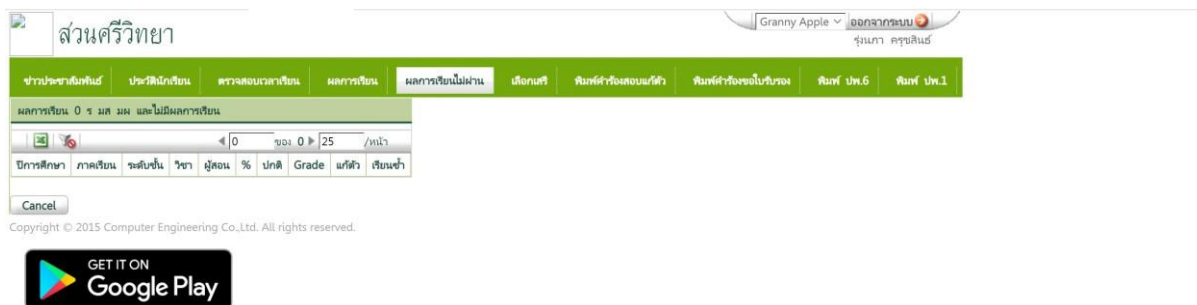 สวนศรีวิทยา
Granny Apple ออกจากระบบ
รุ่งนภา ครุชสินธ์
ข่าวประชาสัมพันธ์ ประวัตินักเรียน ตรวจสอบเวลาเรียน ผลการเรียน ผลการเรียนไม่ผ่าน เลือกเสรี พิมพ์คำร้องสอบแก้ตัว พิมพ์คำร้องขอใบรับรอง พิมพ์ ปพ.6 พิมพ์ ปพ.1
ผลการเรียน 0 ร มส มผ และไม่มีผลการเรียน
0 ของ 0 25 /หน้า
ปีการศึกษา ภาคเรียน ระดับชั้น วิชา ผู้สอน % ปกติ Grade แก้ตัว เรียนซ้ำ
Cancel
Copyright © 2015 Computer Engineering Co.,Ltd. All rights reserved.
GET IT ON
Google Play